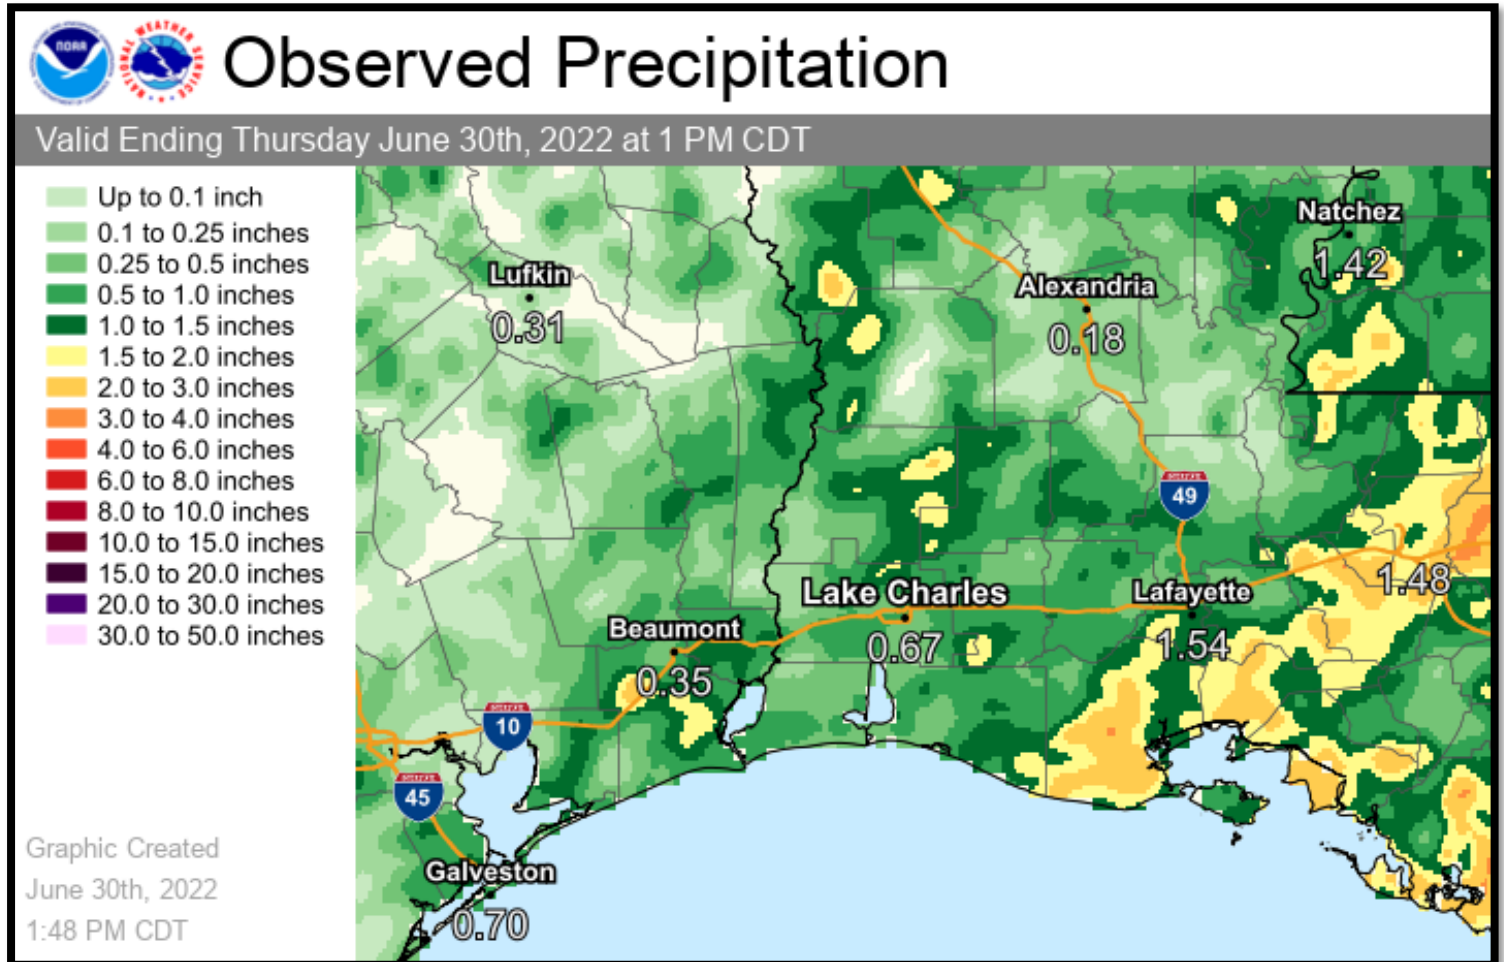 NOAA
NATIONAL WEATHER SERVICE
Observed Precipitation
Valid Ending Thursday June 30th, 2022 at 1 PM CDT
Up to 0.1 inch
0.1 to 0.25 inches
0.25 to 0.5 inches
0.5 to 1.0 inches
1.0 to 1.5 inches
1.5 to 2.0 inches
2.0 to 3.0 inches
3.0 to 4.0 inches
4.0 to 6.0 inches
6.0 to 8.0 inches
8.0 to 10.0 inches
10.0 to 15.0 inches
15.0 to 20.0 inches
20.0 to 30.0 inches
30.0 to 50.0 inches
Graphic Created
June 30th, 2022
1:48 PM CDT
Natchez
1.42
Lufkin
0.31
Alexandria
0.18
49
1.48
Lake Charles
0.67
Lafayette
1.54
Beaumont
0.35
10
45
Galveston
0.70